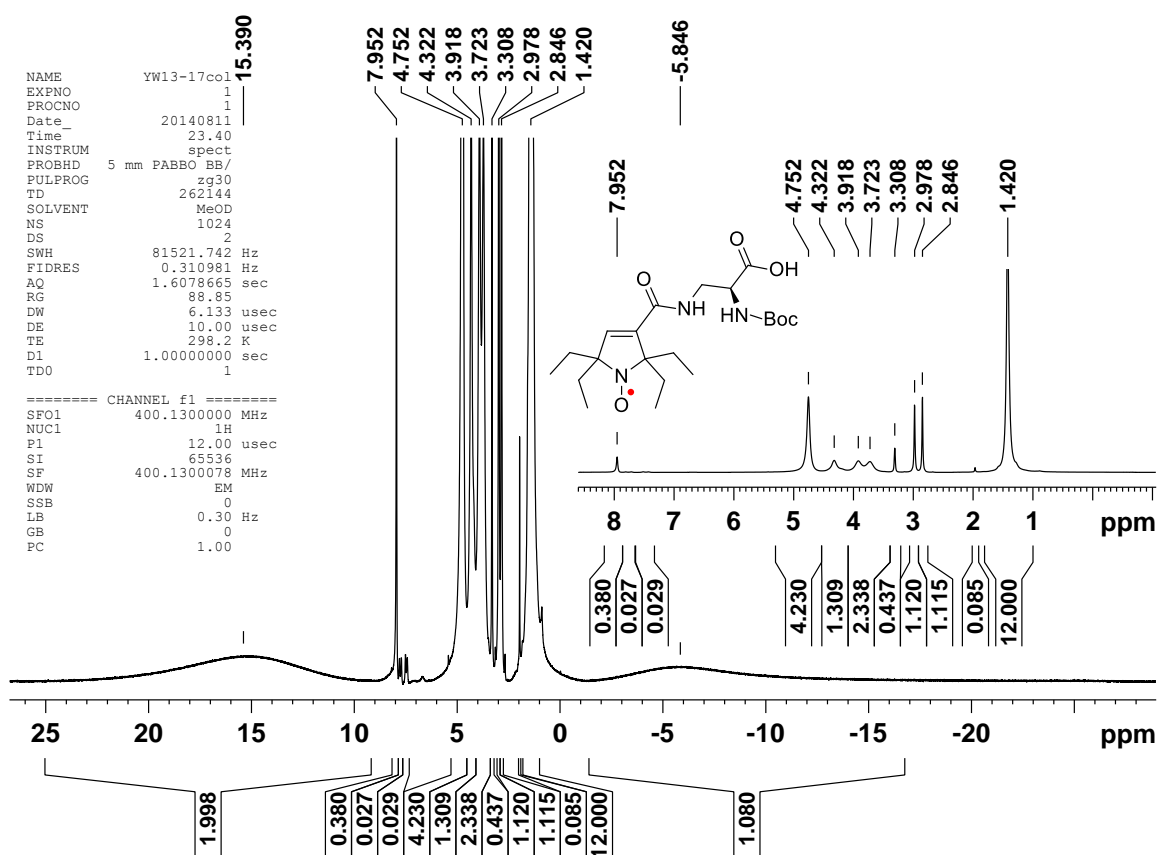 15.390
7.952
4.752
4.322
3.918
3.723
3.308
2.978
2.846
1.420
-5.846
NAME YW13-17col
EXPNO 1
PROCNO 1
Date_ 20140811
Time 23.40
INSTRUM spect
PROBHD 5 mm PABBO BB/
PULPROG zg30
TD 262144
SOLVENT MeOD
NS 1024
DS 2
SWH 81521.742 Hz
FIDRES 0.310981 Hz
AQ 1.6078665 sec
RG 88.85
DW 6.133 usec
DE 10.00 usec
TE 298.2 K
D1 1.00000000 sec
TD0 1
======== CHANNEL f1 ========
SFO1 400.1300000 MHz
NUC1 1H
P1 12.00 usec
SI 65536
SF 400.1300078 MHz
WDW EM
SSB 0
LB 0.30 Hz
GB 0
PC 1.00
7.952
4.752
4.322
3.918
3.723
3.308
2.978
2.846
1.420
O
OH
O
NH
HN
Boc
N
O
8 7 6 5 4 3 2 1 ppm
0.380
0.027
0.029
4.230
1.309
2.338
0.437
1.120
1.115
0.085
12.000
25 20 15 10 5 0 -5 -10 -15 -20 ppm
1.998
0.380
0.027
0.029
4.230
1.309
2.338
0.437
1.120
1.115
0.085
12.000
1.080